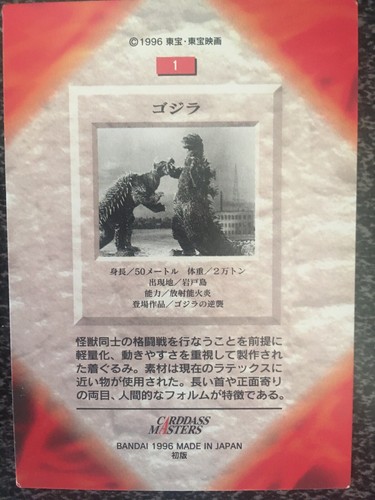 ©1996 東宝・東宝映画
1
ゴジラ
身長/50メートル 体重/2万トン
出現地/岩戸島
能力/放射能火炎
登場作品/ゴジラの逆襲
怪獣同士の格闘戦を行なうことを前提に
軽量化、動きやすさを重視して製作され
た着ぐるみ。素材は現在のラテックスに
近い物が使用された。長い首や正面寄り
の両目、人間的なフォルムが特徴である。
CARDDASS
MASTERS
BANDAI 1996 MADE IN JAPAN
初版